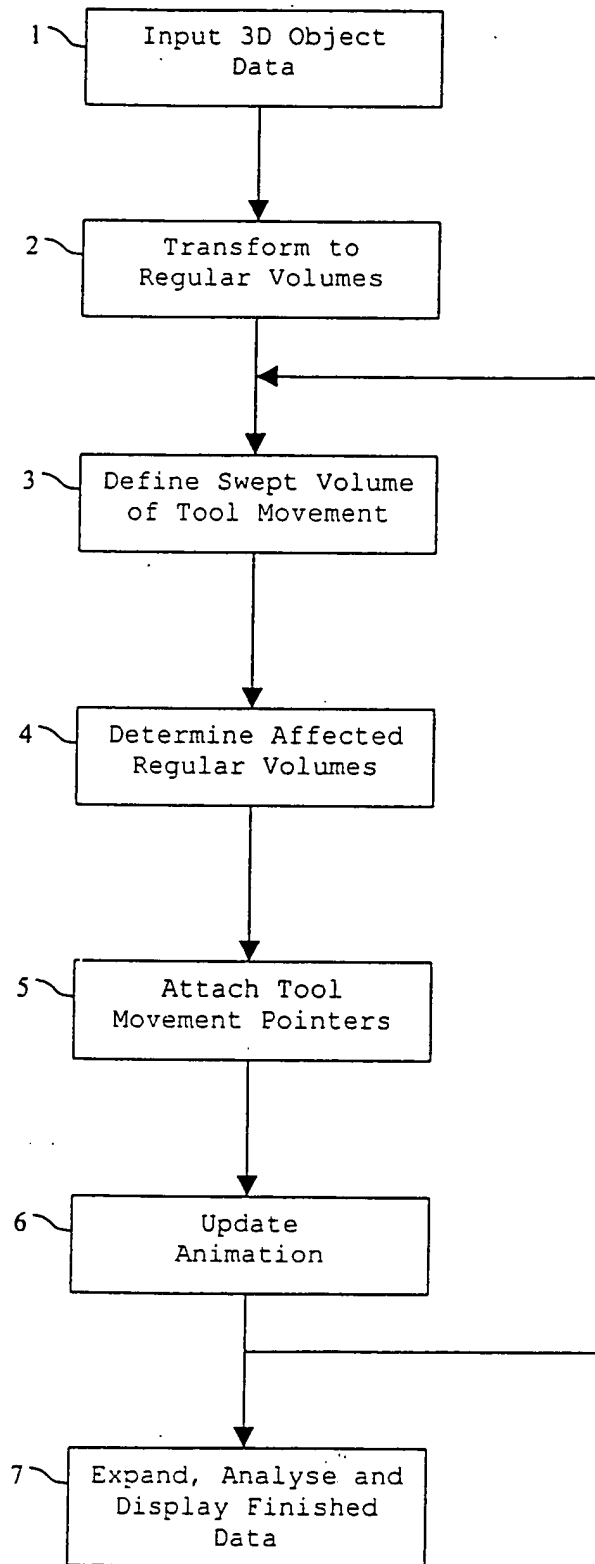 1
Input 3D Object
Data
2
Transform to
Regular Volumes
3
Define Swept Volume
of Tool Movement
4
Determine Affected
Regular Volumes
5
Attach Tool
Movement Pointers
6
Update
Animation
7
Expand, Analyse and
Display Finished
Data